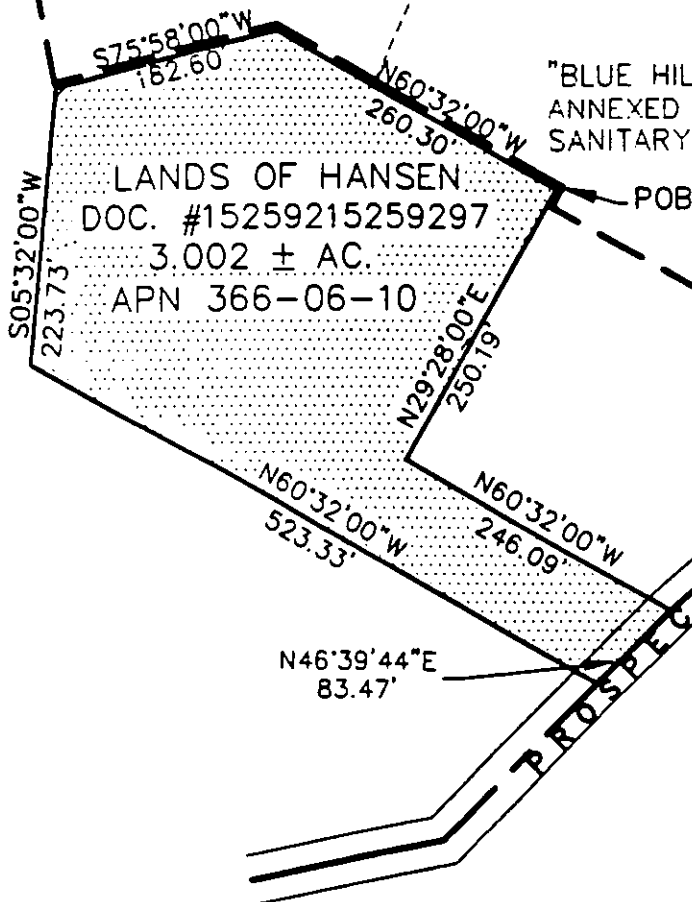 S75°58'00"W
162.60'
N60°32'00"W
260.30'
"BLUE HIL
ANNEXED
SANITARY
POB
LANDS OF HANSEN
DOC. #15259215259297
3.002 ± AC.
APN 366-06-10
S05°32'00"W
223.73'
N29°28'00"E
250.19'
N60°32'00"W
523.33'
N60°32'00"W
246.09'
N46°39'44"E
83.47'
PROSPEC